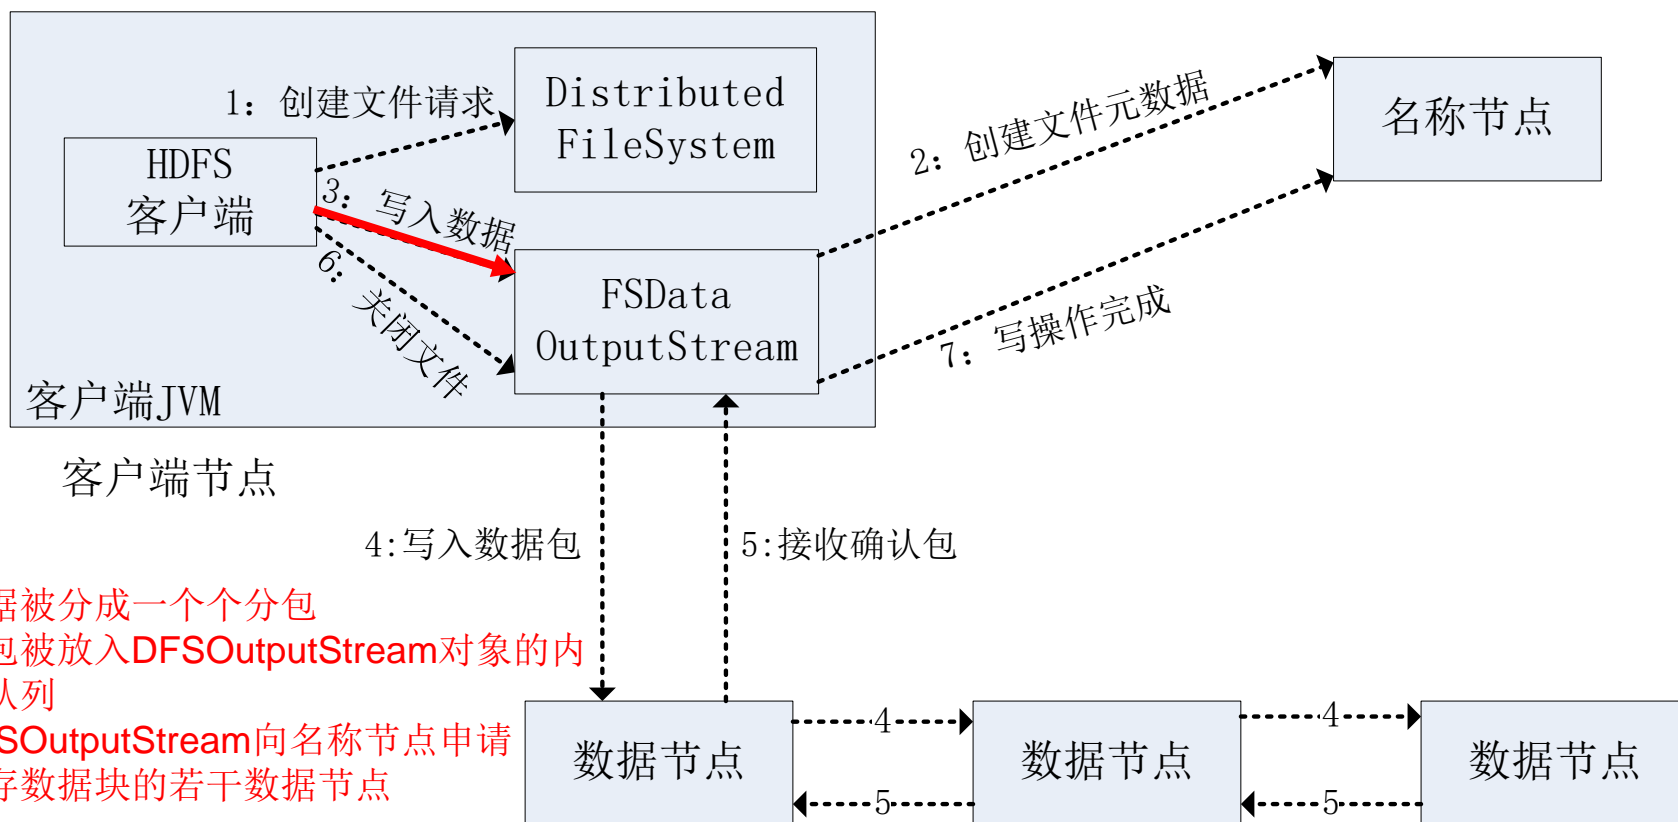 1：创建文件请求
Distributed
FileSystem
HDFS
客户端
3：写入数据
6：关闭文件
FSData
OutputStream
客户端JVM
客户端节点
2：创建文件元数据
名称节点
7：写操作完成
4:写入数据包
5:接收确认包
据被分成一个个分包
包被放入DFSOutputStream对象的内
队列
SOutputStream向名称节点申请
存数据块的若干数据节点
数据节点
4
5
数据节点
4
5
数据节点